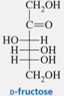 CH₂OH
C=O
HO H
H OH
H OH
CH₂OH
D-fructose